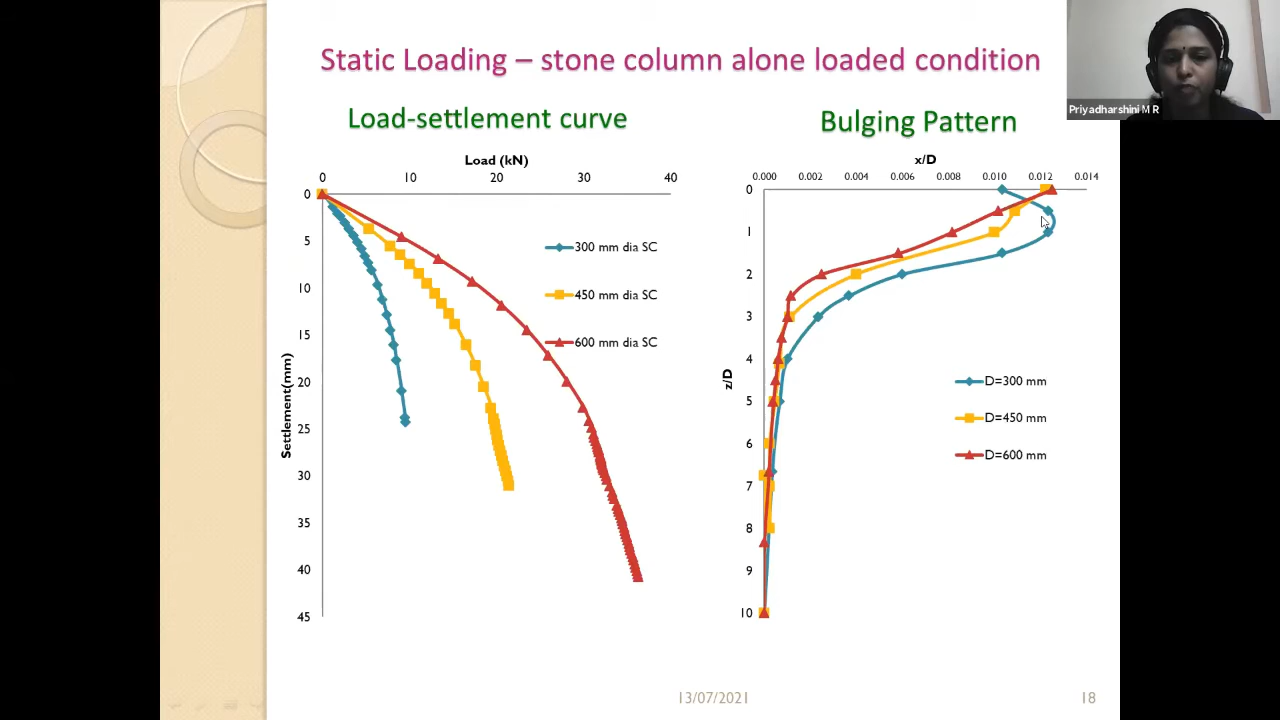 Static Loading – stone column alone loaded condition
Priyadharshini M R
Load-settlement curve
Bulging Pattern
Load (kN)
0 10 20 30 40
0
5
10
15
20
25
30
35
40
45
Settlement(mm)
300 mm dia SC
450 mm dia SC
600 mm dia SC
x/D
0.000 0.002 0.004 0.006 0.008 0.010 0.012 0.014
0
1
2
3
4
5
6
7
8
9
10
z/D
D=300 mm
D=450 mm
D=600 mm
13/07/2021
18